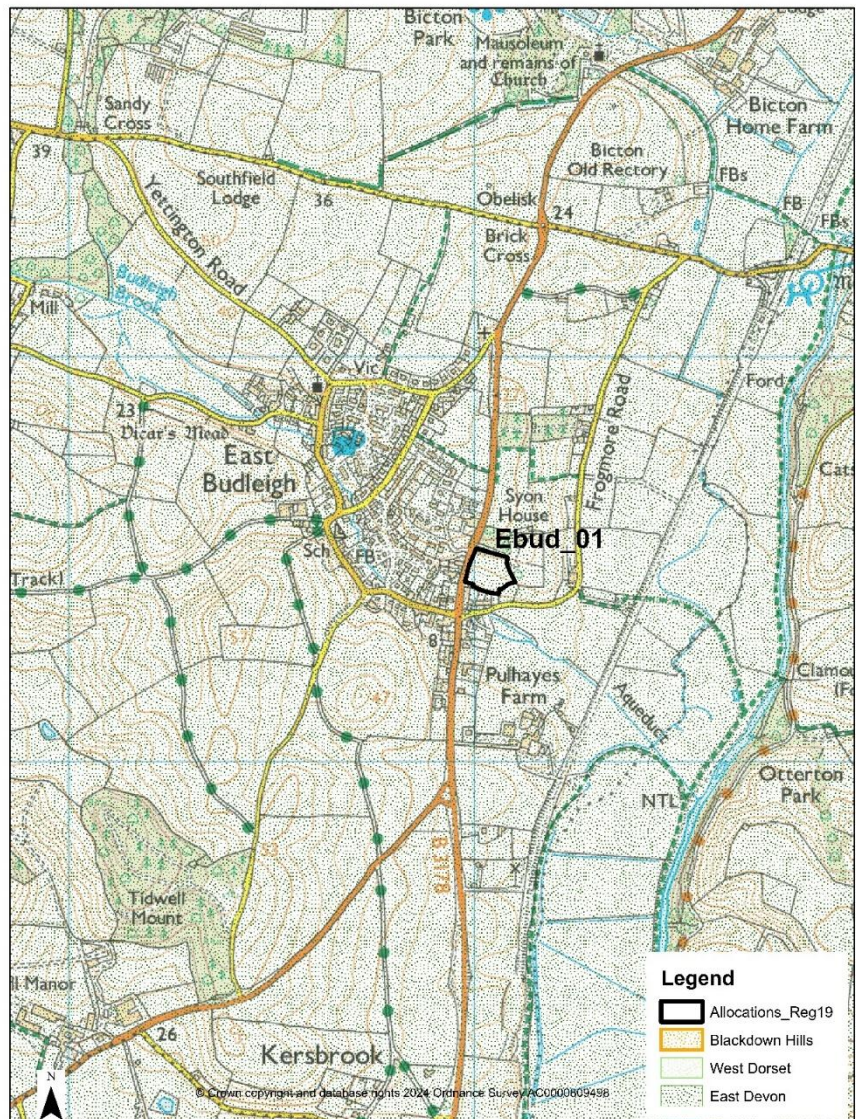 Bicton
Park
Mausoleum
and remains of
Church
Lodge
Sandy
Cross
Bicton
Home Farm
39
Bicton
Old Rectory
FBs
Southfield
Lodge
36
Obelisk
24
FB
FBs
Brick
Cross
Yettington Road
Budleigh
Brook
Mill
Vic
Ford
23
Vicar's Mead
Frogmore Road
East
Budleigh
Syon
House
Cats
Ebud_01
Sch
FB
Track)
8
Pulhayes
Farm
Aqueduct
47
Otterton
Park
NTL
B 3178
Tidwell
Mount
ll Manor
26
Kersbrook
Legend
Allocations_Reg19
Blackdown Hills
West Dorset
East Devon
N
© Crown copyright and database rights 2024 Ordnance Survey AC0000809498